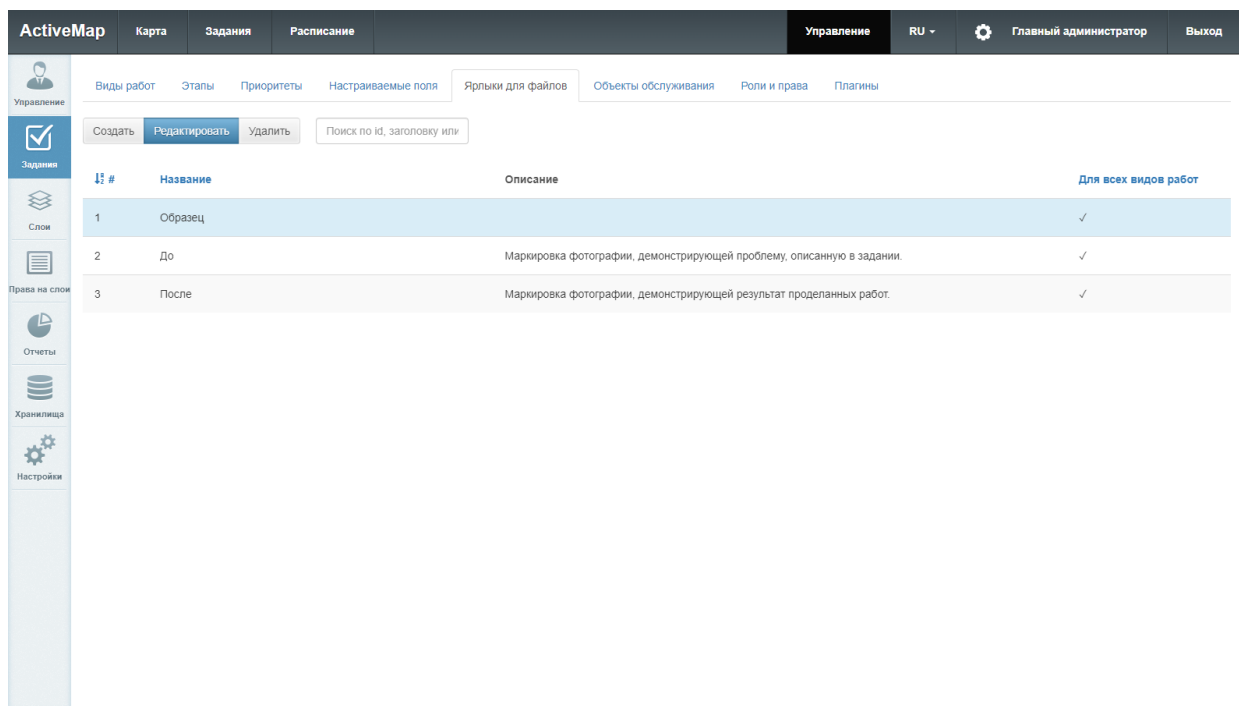 ActiveMap Карта Задания Расписание Управление RU Главный администратор Выход
Управление
Задания
Слои
Права на слои
Отчеты
Хранилища
Настройки
Виды работ Этапы Приоритеты Настраиваемые поля Ярлыки для файлов Объекты обслуживания Роли и права Плагины
Создать Редактировать Удалить Поиск по id, заголовку или
# Название Описание Для всех видов работ
1 Образец ✓
2 До Маркировка фотографии, демонстрирующей проблему, описанную в задании. ✓
3 После Маркировка фотографии, демонстрирующей результат проделанных работ. ✓